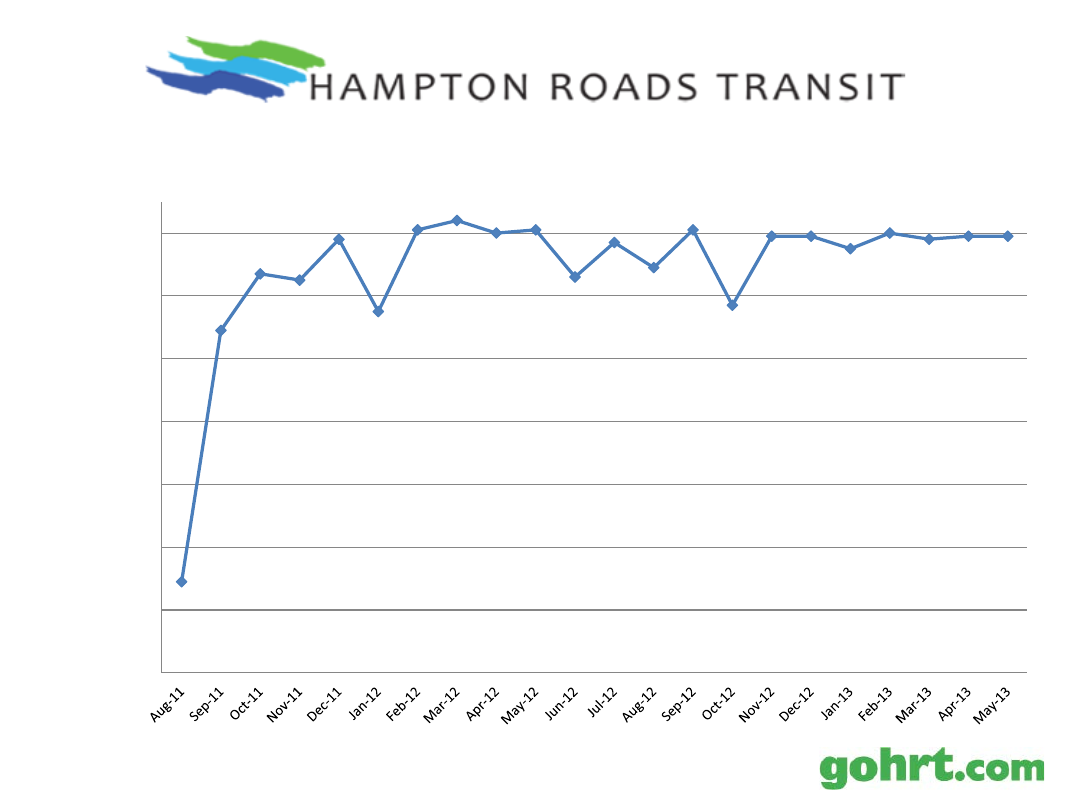 HAMPTON ROADS TRANSIT
Aug-11
Sep-11
Oct-11
Nov-11
Dec-11
Jan-12
Feb-12
Mar-12
Apr-12
May-12
Jun-12
Jul-12
Aug-12
Sep-12
Oct-12
Nov-12
Dec-12
Jan-13
Feb-13
Mar-13
Apr-13
May-13
gohrt.com